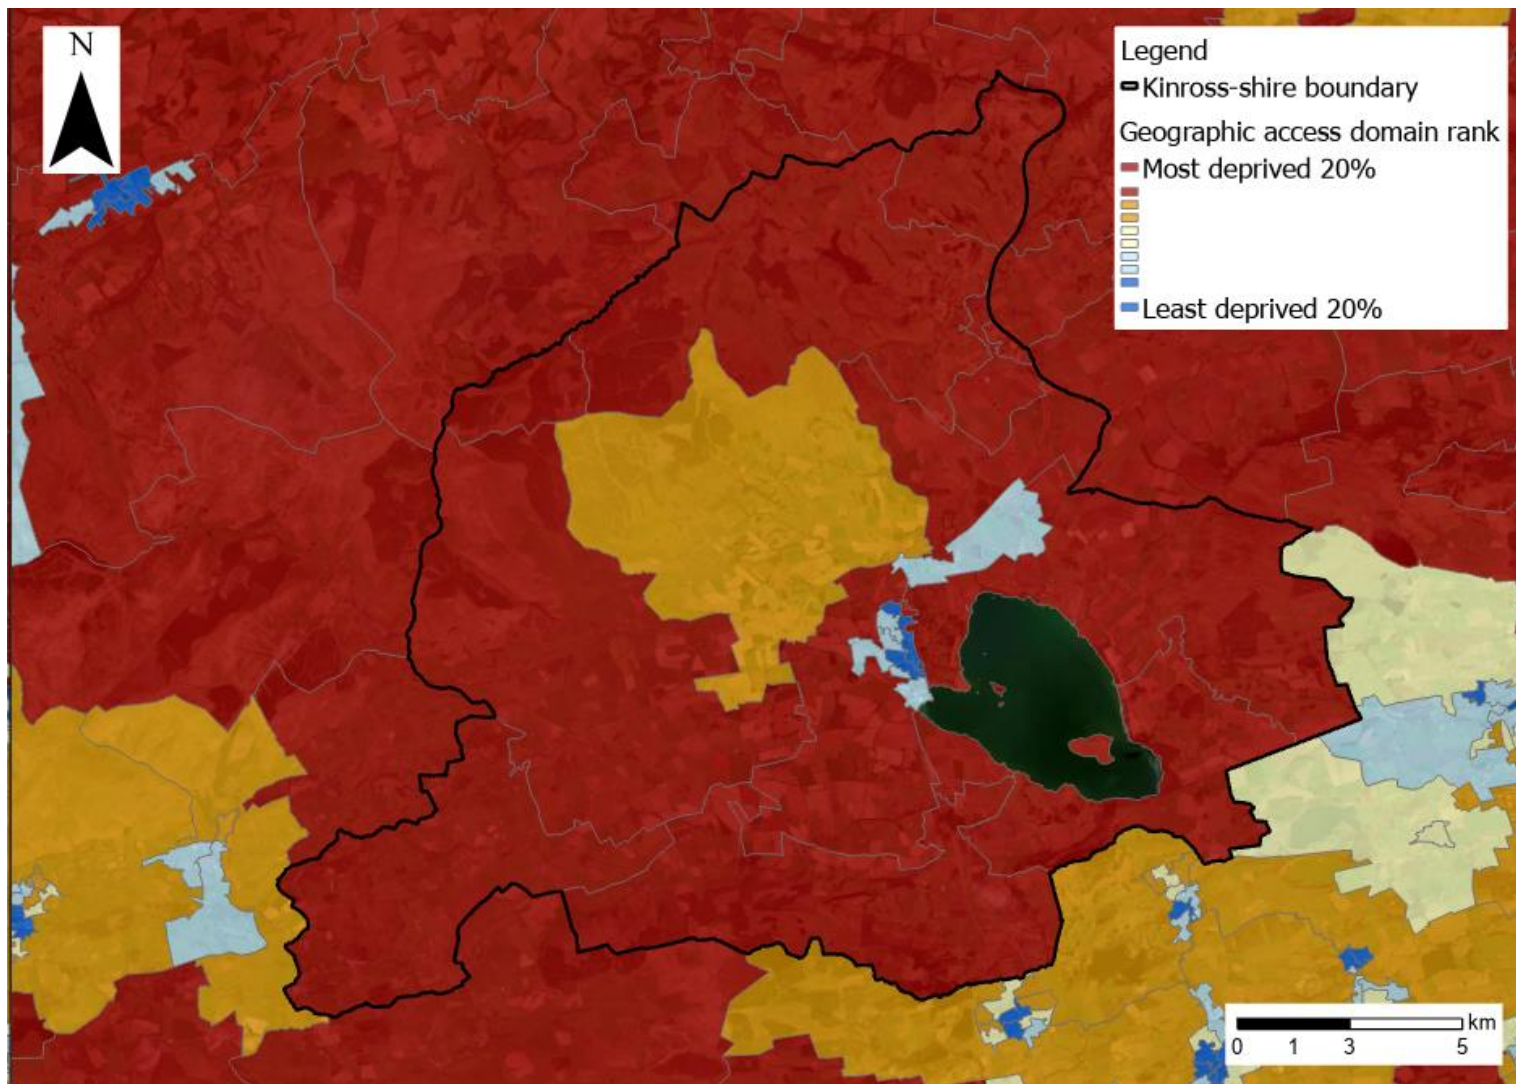 N
Legend
Kinross-shire boundary
Geographic access domain rank
Most deprived 20%
Least deprived 20%
km
0 1 3 5